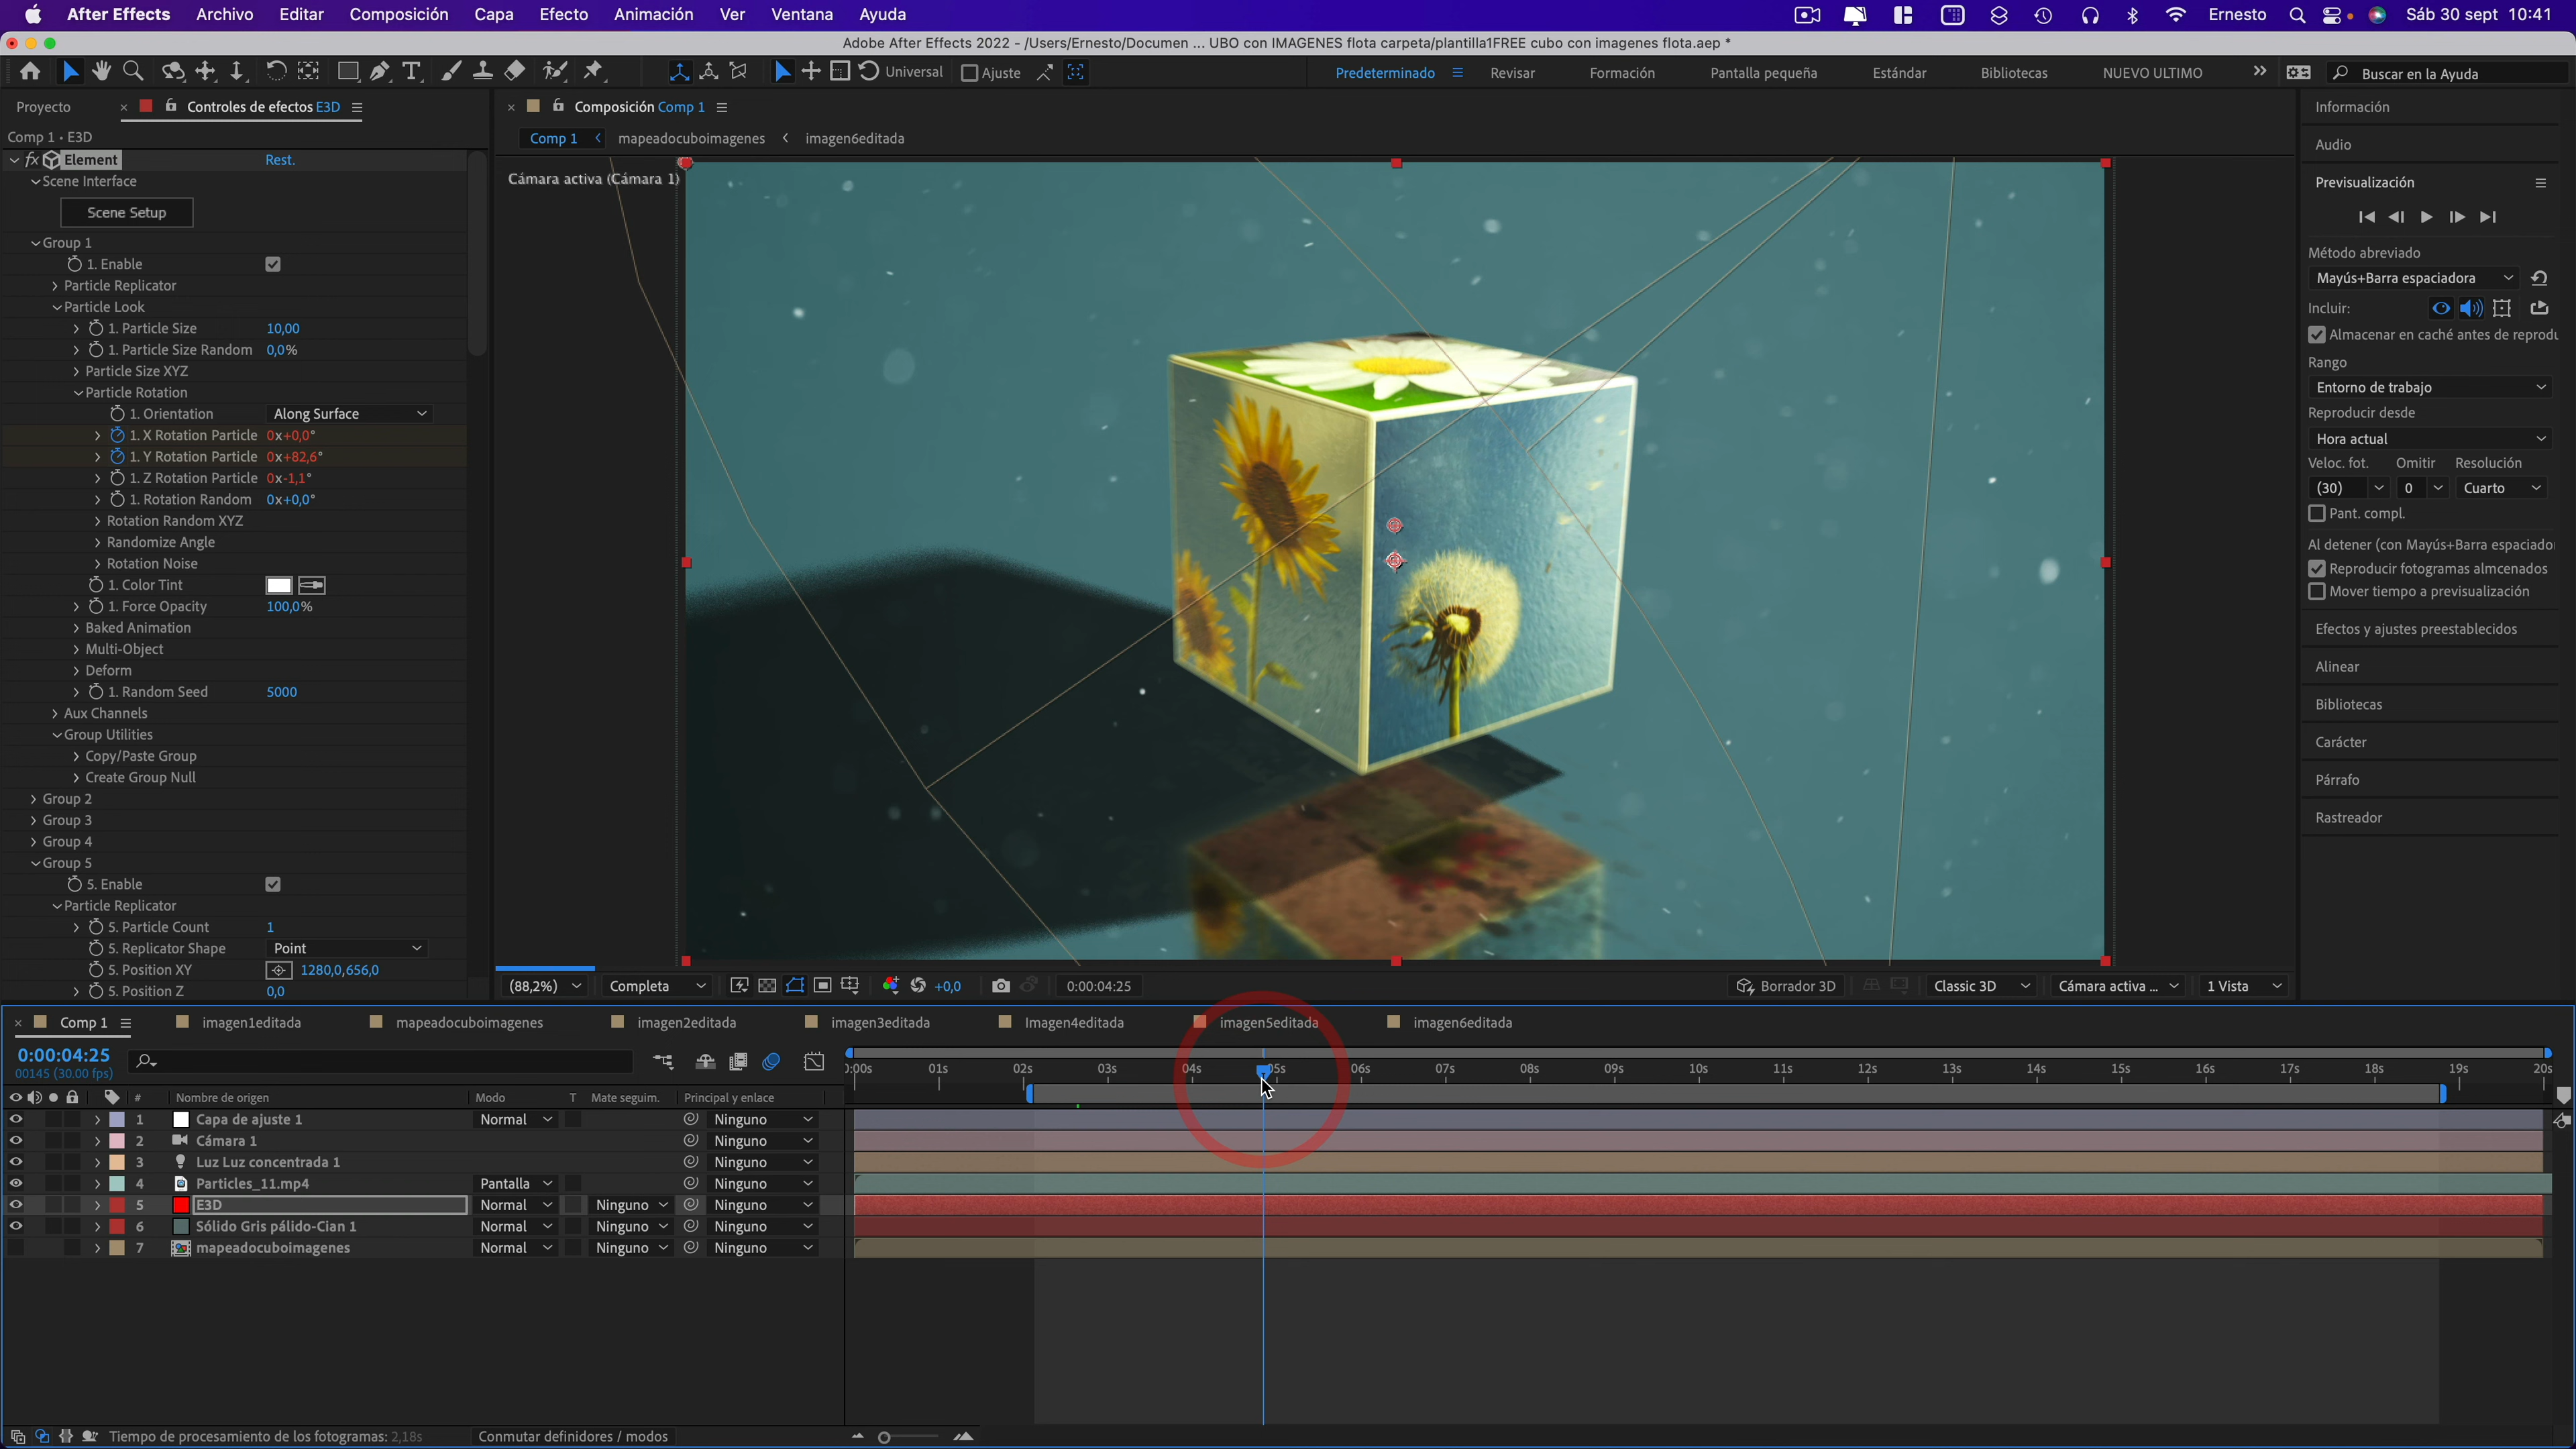 After Effects Archivo Editar Composición Capa Efecto Animación Ver Ventana Ayuda Ernesto Sáb 30 sept 10:41
Adobe After Effects 2022 - /Users/Ernesto/Documen ... UBO con IMAGENES flota carpeta/plantilla1FREE cubo con imagenes flota.aep *
Universal Ajuste Predeterminado Revisar Formación Pantalla pequeña Estándar Bibliotecas NUEVO ULTIMO Buscar en la Ayuda
Proyecto Controles de efectos E3D
Comp 1 • E3D
fx Element Rest.
Scene Interface
Scene Setup
Group 1
1. Enable
Particle Replicator
Particle Look
1. Particle Size 10,00
1. Particle Size Random 0,0%
Particle Size XYZ
Particle Rotation
1. Orientation Along Surface
1. X Rotation Particle 0x+0,0°
1. Y Rotation Particle 0x+82,6°
1. Z Rotation Particle 0x-1,1°
1. Rotation Random 0x+0,0°
Rotation Random XYZ
Randomize Angle
Rotation Noise
1. Color Tint
1. Force Opacity 100,0%
Baked Animation
Multi-Object
Deform
1. Random Seed 5000
Aux Channels
Group Utilities
Copy/Paste Group
Create Group Null
Group 2
Group 3
Group 4
Group 5
5. Enable
Particle Replicator
5. Particle Count 1
5. Replicator Shape Point
5. Position XY 1280,0,656,0
5. Position Z 0,0
Composición Comp 1
Comp 1 mapeadocuboimagenes imagen6editada
Cámara activa (Cámara 1)
(88,2%) Completa +0,0 0:00:04:25 Borrador 3D Classic 3D Cámara activa ... 1 Vista
Información
Audio
Previsualización
Método abreviado
Mayús+Barra espaciadora
Incluir:
Almacenar en caché antes de reprodu
Rango
Entorno de trabajo
Reproducir desde
Hora actual
Veloc. fot. Omitir Resolución
(30) 0 Cuarto
Pant. compl.
Al detener (con Mayús+Barra espaciado
Reproducir fotogramas almcenados
Mover tiempo a previsualización
Efectos y ajustes preestablecidos
Alinear
Bibliotecas
Carácter
Párrafo
Rastreador
Comp 1 imagen1editada mapeadocuboimagenes imagen2editada imagen3editada Imagen4editada imagen5editada imagen6editada
0:00:04:25
00145 (30.00 fps)
):00s 01s 02s 03s 04s 05s 06s 07s 08s 09s 10s 11s 12s 13s 14s 15s 16s 17s 18s 19s 20s
# Nombre de origen Modo T Mate seguim. Principal y enlace
1 Capa de ajuste 1 Normal Ninguno
2 Cámara 1 Ninguno
3 Luz Luz concentrada 1 Ninguno
4 Particles_11.mp4 Pantalla Ninguno
5 E3D Normal Ninguno Ninguno
6 Sólido Gris pálido-Cian 1 Normal Ninguno Ninguno
7 mapeadocuboimagenes Normal Ninguno Ninguno
Tiempo de procesamiento de los fotogramas: 2,18s Conmutar definidores / modos